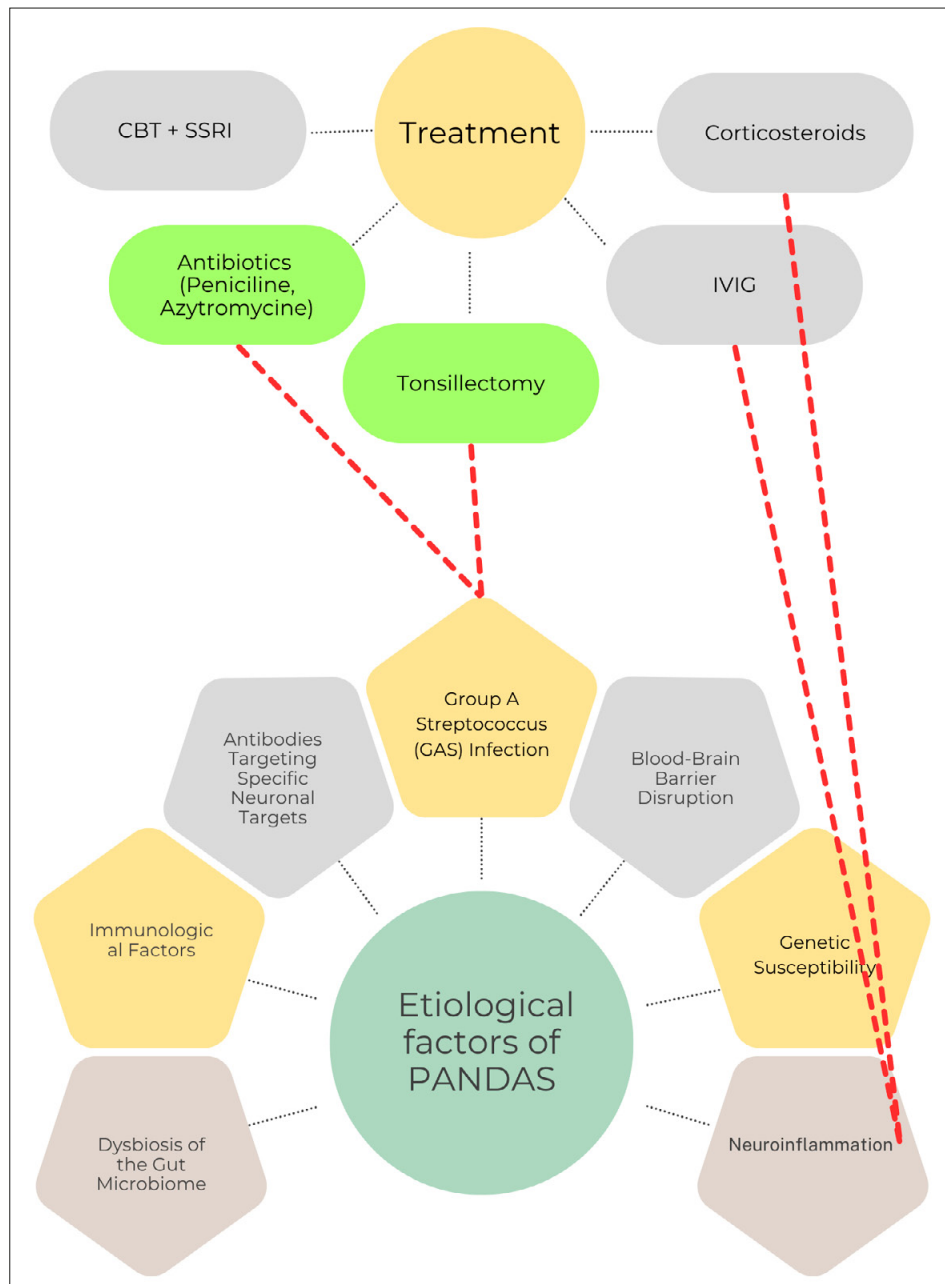 Treatment
CBT + SSRI
Corticosteroids
Antibiotics
(Peniciline,
Azytromycine)
IVIG
Tonsillectomy
Group A
Streptococcus
(GAS) Infection
Antibodies
Targeting
Specific
Neuronal
Targets
Blood-Brain
Barrier
Disruption
Immunologic
al Factors
Genetic
Susceptibility
Etiological
factors of
PANDAS
Dysbiosis of
the Gut
Microbiome
Neuroinflammation